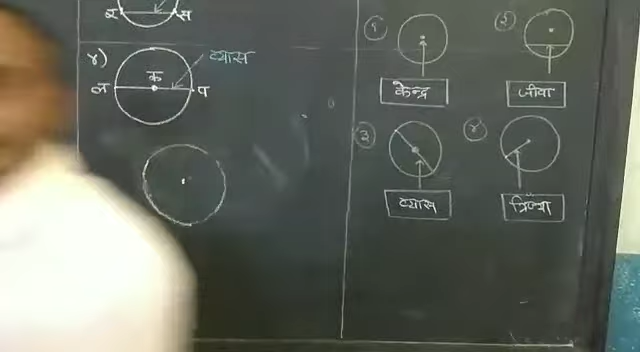 र स
४) व्यास
क
ल प
१ २
केन्द्र जीवा
३ ४
व्यास त्रिज्या